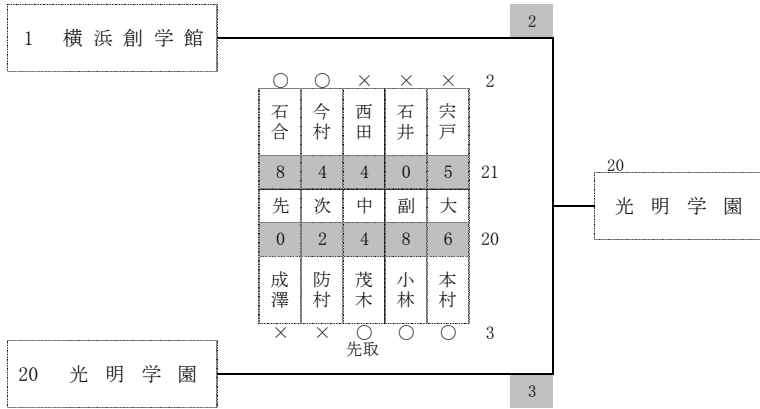 1 横浜創学館
2
○ ○ × × × 2
石合 今村 西田 石井 宍戸
8 4 4 0 5 21
先 次 中 副 大
0 2 4 8 6 20
成澤 防村 茂木 小林 本村
× × ○ ○ ○ 3
先取
20
光明学園
20 光明学園
3